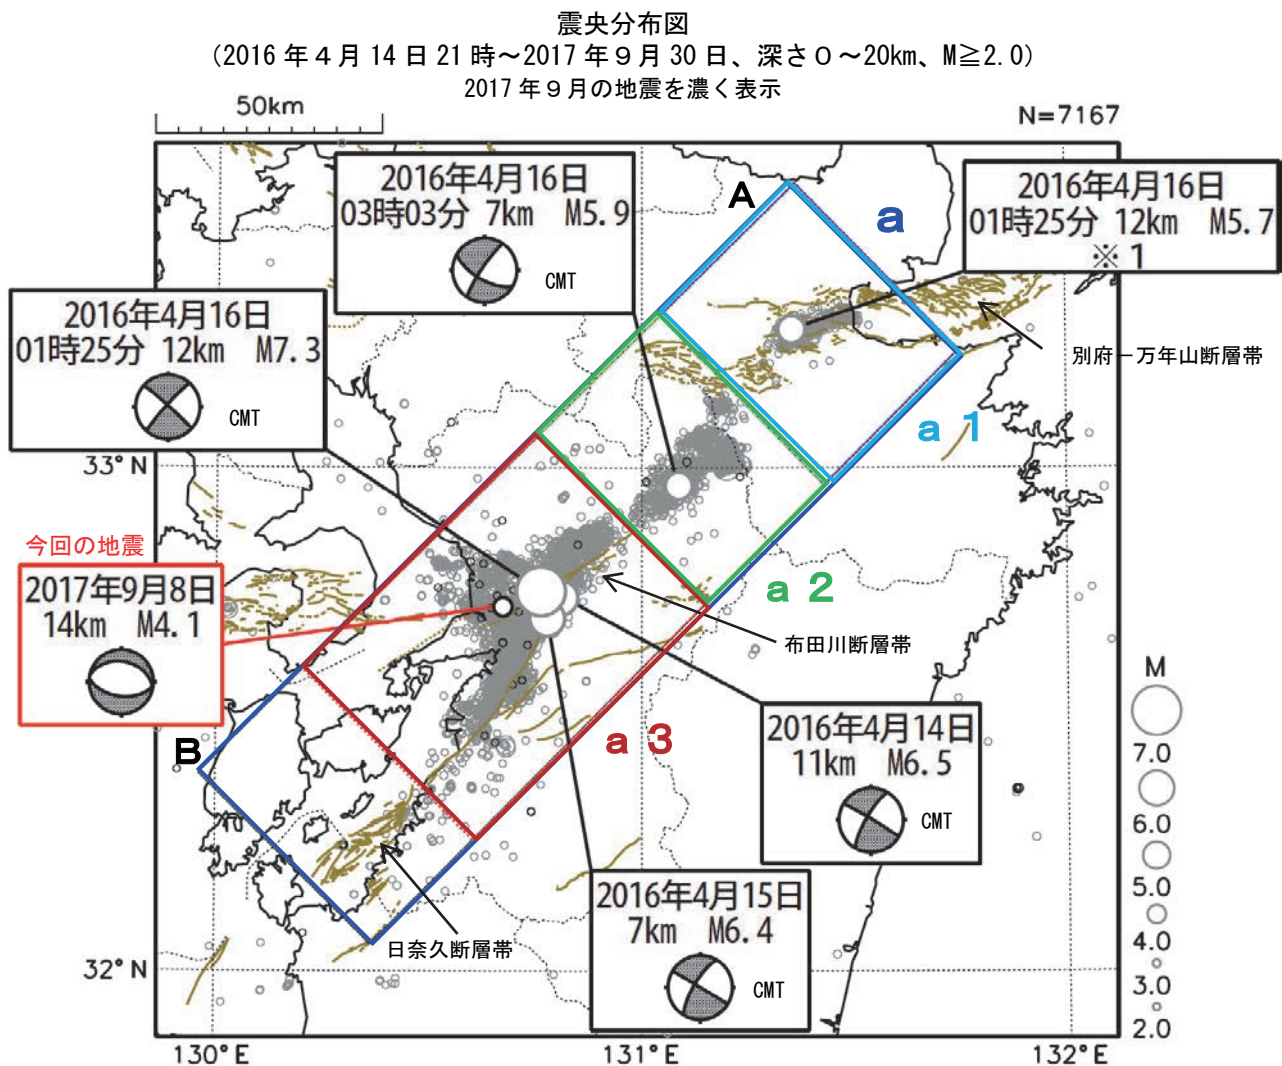 震央分布図
(2016年4月14日21時～2017年9月30日、深さ0～20km、M≧2.0)
2017年9月の地震を濃く表示
50km
N=7167
2016年4月16日
03時03分 7km M5.9
CMT
A
a
2016年4月16日
01時25分 12km M5.7
※1
2016年4月16日
01時25分 12km M7.3
CMT
別府－万年山断層帯
a1
33°N
今回の地震
2017年9月8日
14km M4.1
a2
布田川断層帯
a3
B
2016年4月14日
11km M6.5
CMT
M
7.0
6.0
5.0
4.0
3.0
2.0
2016年4月15日
7km M6.4
CMT
日奈久断層帯
32°N
130°E
131°E
132°E